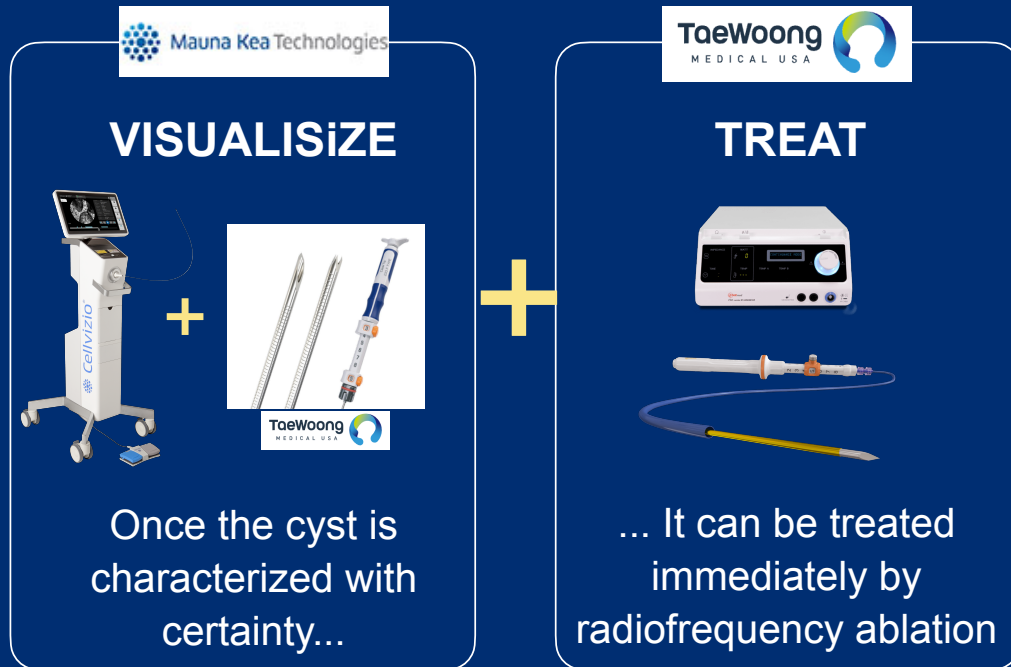 Mauna Kea Technologies
VISUALISiZE
Cellvizio
TaeWoong
MEDICAL USA
Once the cyst is
characterized with
certainty...
TaeWoong
MEDICAL USA
TREAT
... It can be treated
immediately by
radiofrequency ablation